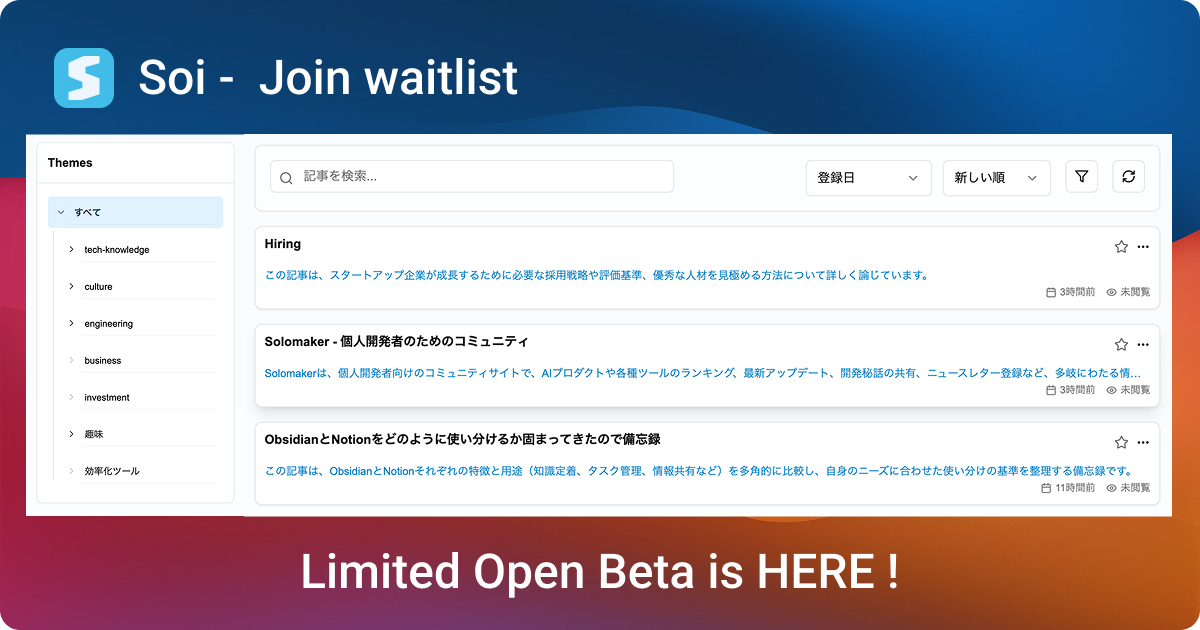 Soi - Join waitlist
Themes
すべて
tech-knowledge
culture
engineering
business
investment
趣味
効率化ツール
記事を検索...
登録日
新しい順
Hiring
この記事は、スタートアップ企業が成長するために必要な採用戦略や評価基準、優秀な人材を見極める方法について詳しく論じています。
3時間前 未閲覧
Solomaker - 個人開発者のためのコミュニティ
Solomakerは、個人開発者向けのコミュニティサイトで、AIプロダクトや各種ツールのランキング、最新アップデート、開発秘話の共有、ニュースレター登録など、多岐にわたる情...
3時間前 未閲覧
ObsidianとNotionをどのように使い分けるか固まってきたので備忘録
この記事は、ObsidianとNotionそれぞれの特徴と用途（知識定着、タスク管理、情報共有など）を多角的に比較し、自身のニーズに合わせた使い分けの基準を整理する備忘録です。
11時間前 未閲覧
Limited Open Beta is HERE !